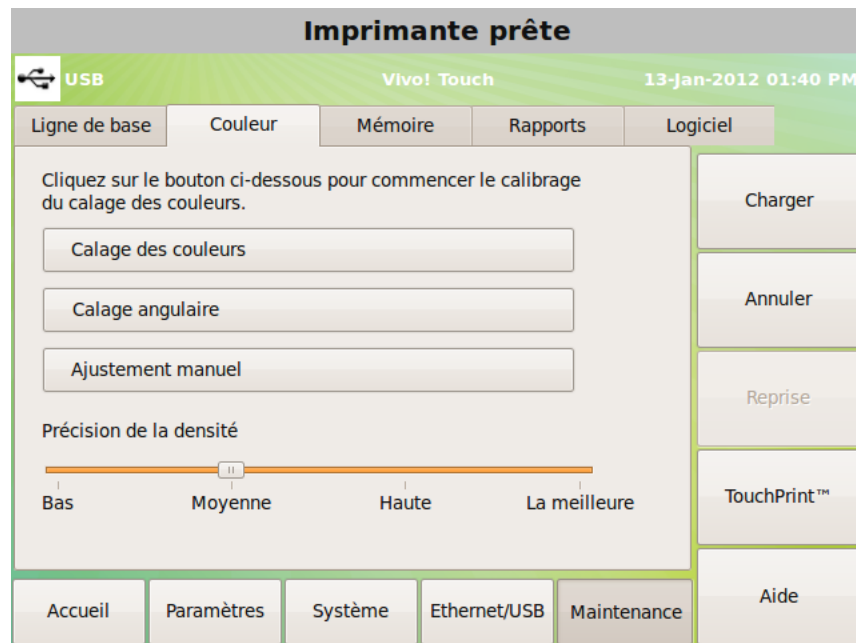 Imprimante prête
USB
Vivo! Touch
13-Jan-2012 01:40 PM
Ligne de base
Couleur
Mémoire
Rapports
Logiciel
Cliquez sur le bouton ci-dessous pour commencer le calibrage
du calage des couleurs.
Calage des couleurs
Calage angulaire
Ajustement manuel
Précision de la densité
Bas
Moyenne
Haute
La meilleure
Charger
Annuler
Reprise
TouchPrint™
Aide
Accueil
Paramètres
Système
Ethernet/USB
Maintenance